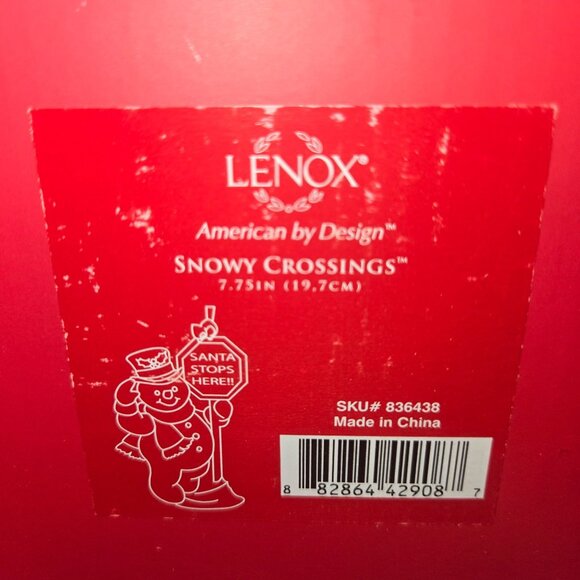 LENOX®
American by Design™
SNOWY CROSSINGS™
7.75IN (19.7CM)
SANTA
STOPS
HERE!!
SKU# 836438
Made in China
8 82864 42908 7